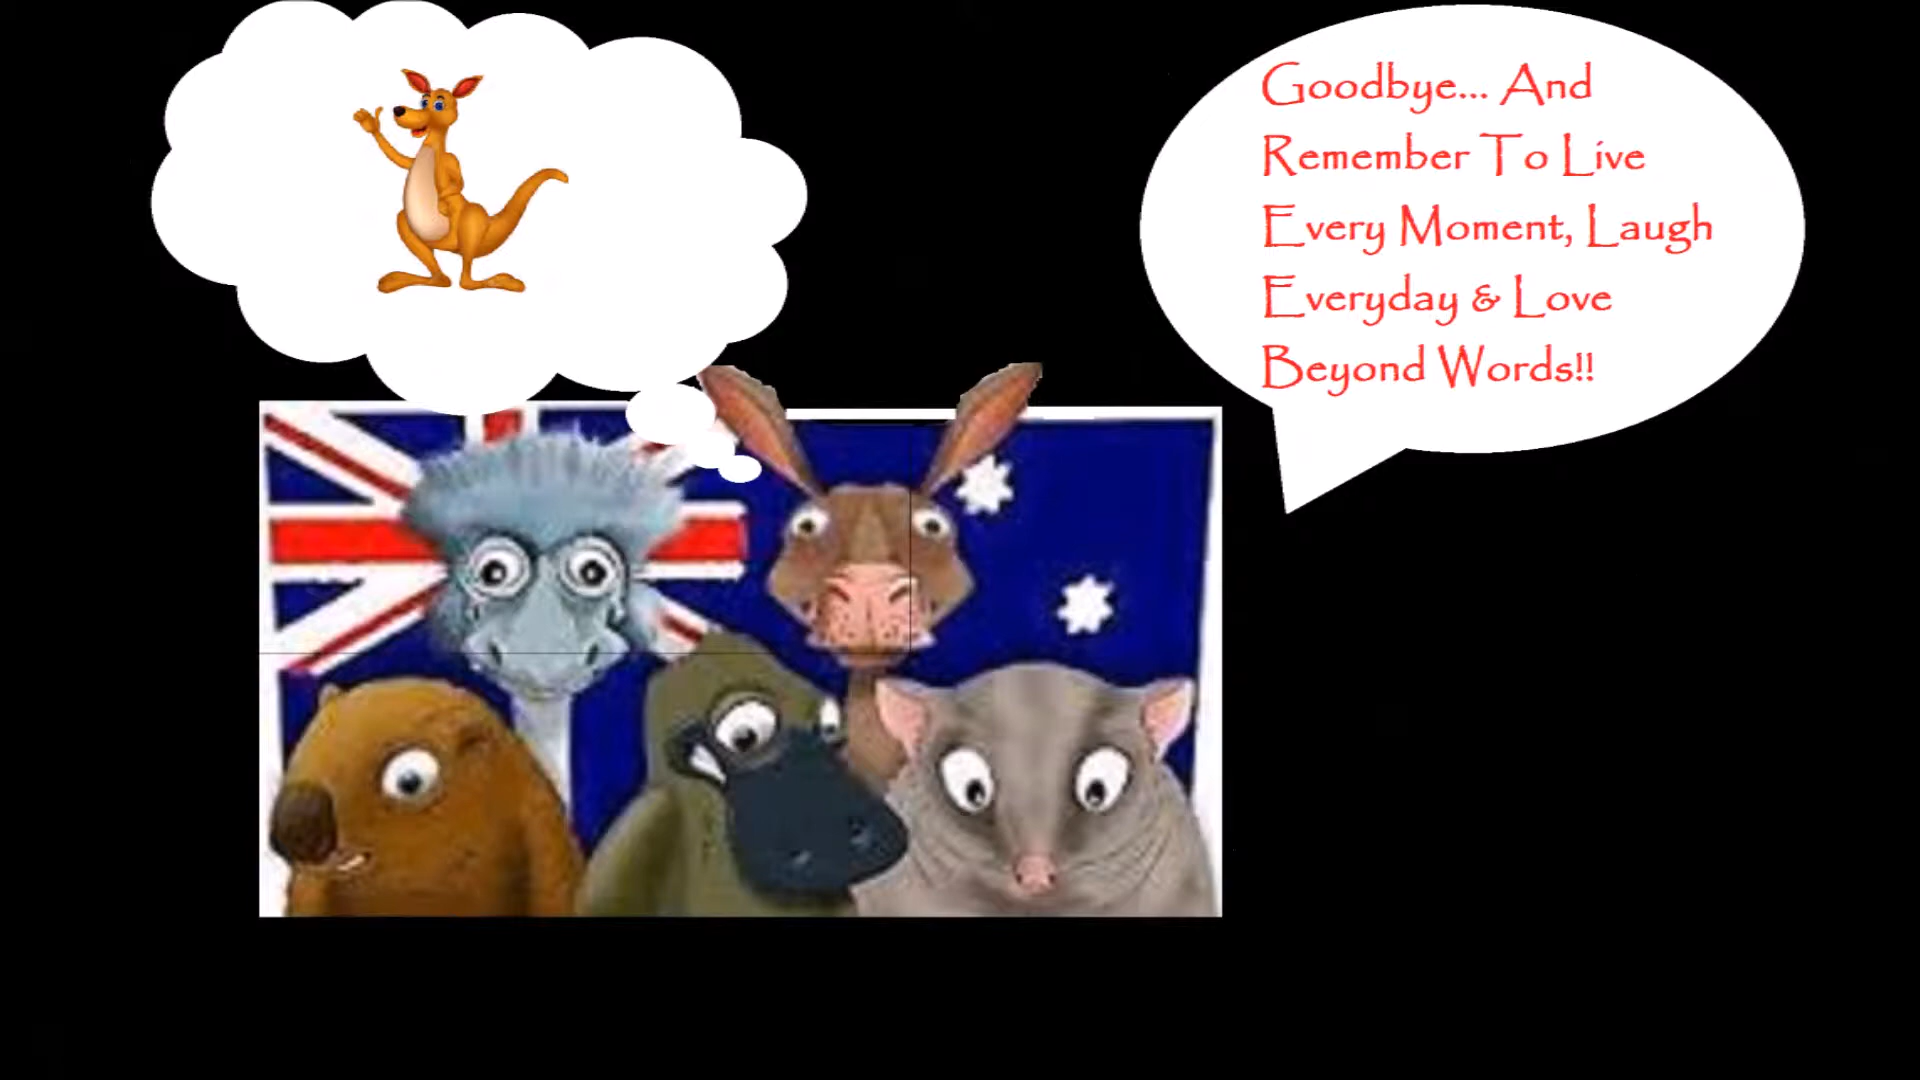 Goodbye... And
Remember To Live
Every Moment, Laugh
Everyday & Love
Beyond Words!!